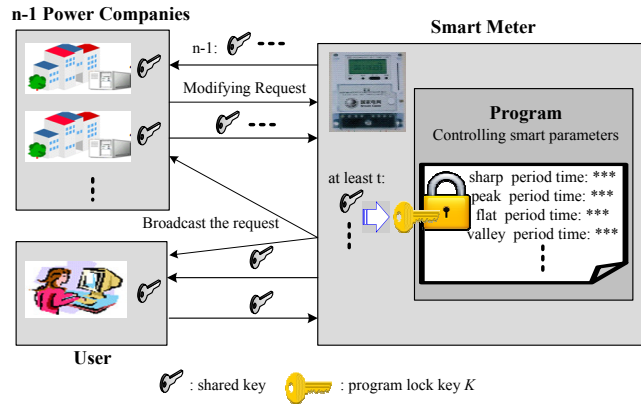 n-1 Power Companies
Smart Meter
n-1:
Modifying Request
Program
Controlling smart parameters
at least t:
sharp period time: ***
peak period time: ***
flat period time: ***
valley period time: ***
Broadcast the request
User
: shared key
: program lock key K